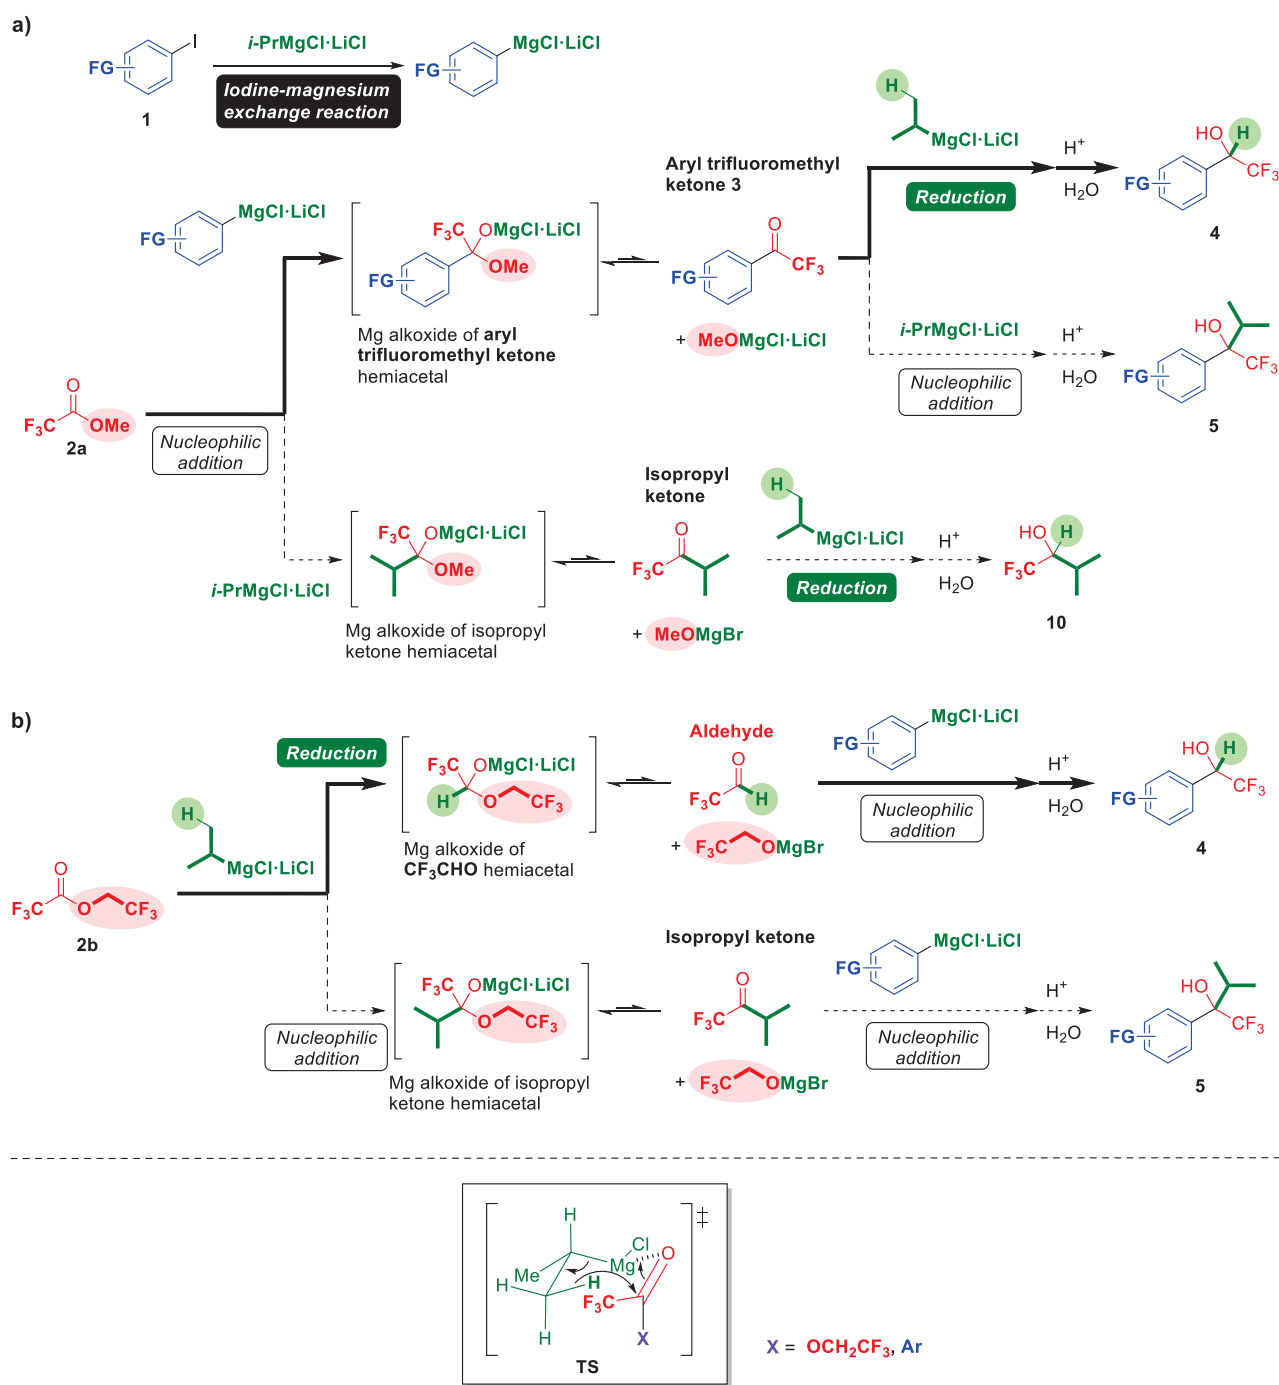 a)
I
FG
1
i-PrMgCl·LiCl
Iodine-magnesium
exchange reaction
MgCl·LiCl
FG
MgCl·LiCl
FG
F3C
OMgCl·LiCl
OMe
FG
Mg alkoxide of aryl
trifluoromethyl ketone
hemiacetal
Aryl trifluoromethyl
ketone 3
O
CF3
FG
+ MeOMgCl·LiCl
H
MgCl·LiCl
Reduction
H+
H2O
HO
H
CF3
FG
4
i-PrMgCl·LiCl
Nucleophilic
addition
H+
H2O
HO
CF3
FG
5
O
F3C
OMe
2a
Nucleophilic
addition
i-PrMgCl·LiCl
F3C
OMgCl·LiCl
OMe
Mg alkoxide of isopropyl
ketone hemiacetal
Isopropyl
ketone
O
F3C
+ MeOMgBr
H
MgCl·LiCl
Reduction
H+
H2O
HO
H
F3C
10
b)
O
F3C
O
CF3
2b
H
MgCl·LiCl
Reduction
F3C
OMgCl·LiCl
H
O
CF3
Mg alkoxide of
CF3CHO hemiacetal
Aldehyde
O
F3C
H
+ F3C
OMgBr
MgCl·LiCl
FG
Nucleophilic
addition
H+
H2O
HO
H
CF3
FG
4
Nucleophilic
addition
F3C
OMgCl·LiCl
O
CF3
Mg alkoxide of isopropyl
ketone hemiacetal
Isopropyl ketone
O
F3C
+ F3C
OMgBr
MgCl·LiCl
FG
Nucleophilic
addition
H+
H2O
HO
CF3
FG
5
‡
H
Cl
O
Mg
Me
H
H
F3C
H
X
TS
X = OCH2CF3, Ar